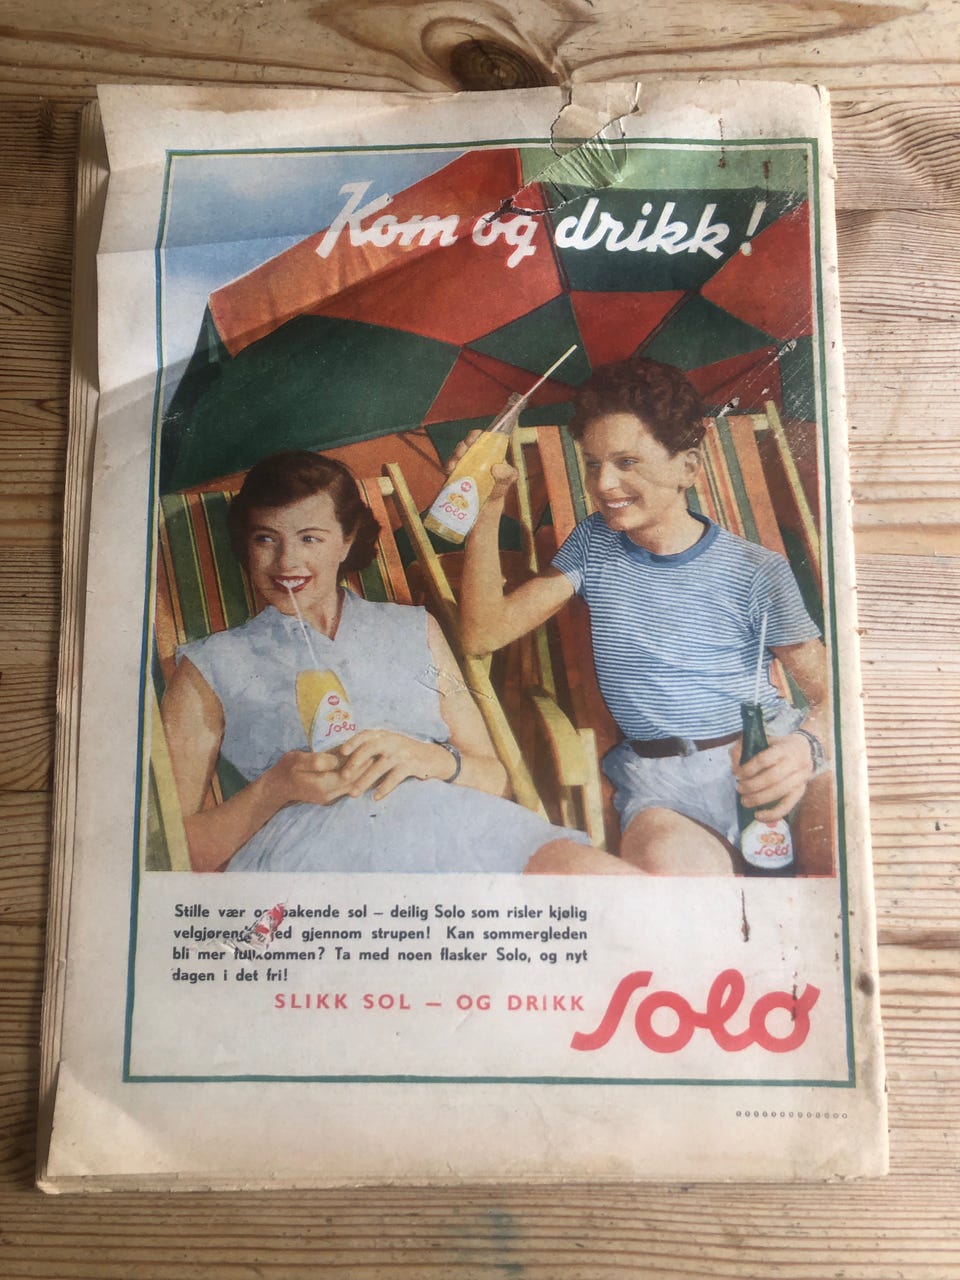 Kom og drikk!
Solo
Solo
Solo
Stille vær og bakende sol – deilig Solo som risler kjølig
velgjørende ned gjennom strupen! Kan sommergleden
bli mer fullkommen? Ta med noen flasker Solo, og nyt
dagen i det fri!
SLIKK SOL – OG DRIKK Solo